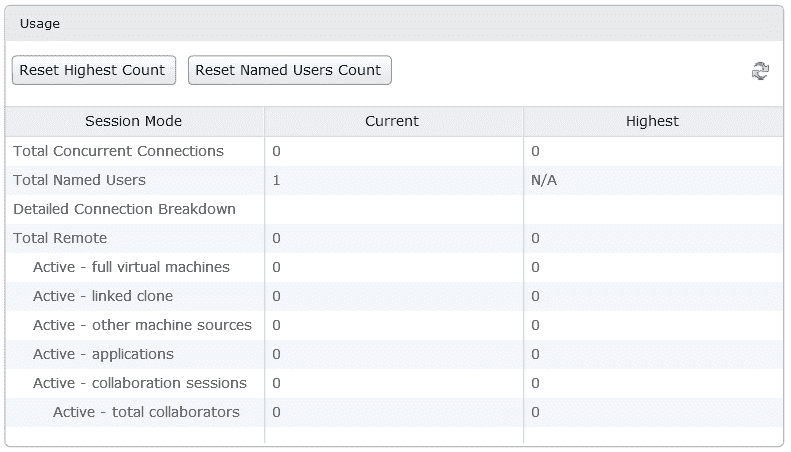 Usage
Reset Highest Count Reset Named Users Count
Session Mode Current Highest
Total Concurrent Connections 0 0
Total Named Users 1 N/A
Detailed Connection Breakdown
Total Remote 0 0
Active - full virtual machines 0 0
Active - linked clone 0 0
Active - other machine sources 0 0
Active - applications 0 0
Active - collaboration sessions 0 0
Active - total collaborators 0 0